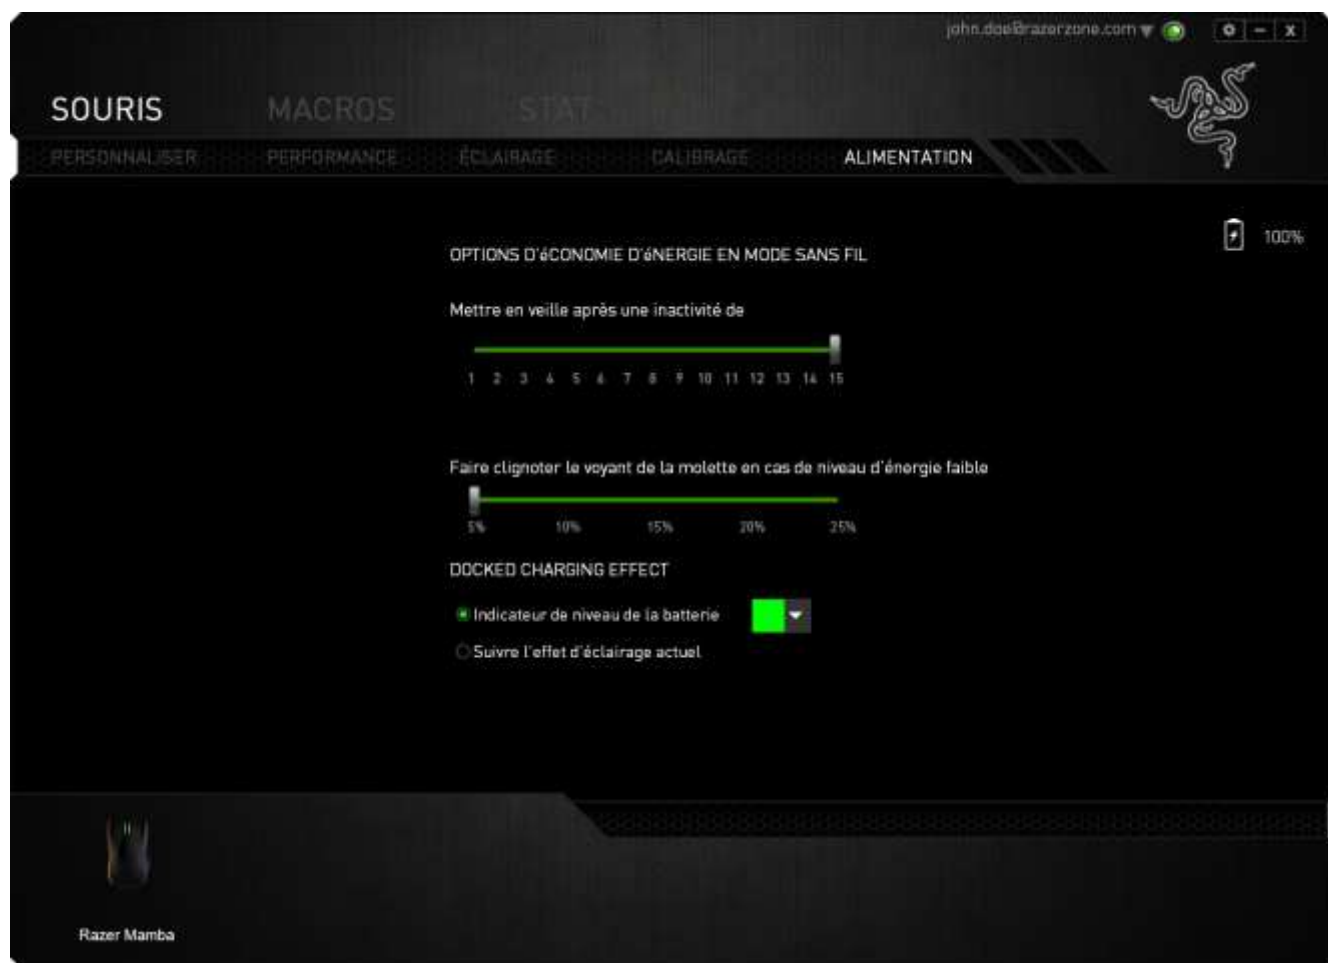 john.doe@razerzone.com
SOURIS MACROS STAT
PERSONNALISER PERFORMANCE ÉCLAIRAGE CALIBRAGE ALIMENTATION
100%
OPTIONS D'éCONOMIE D'éNERGIE EN MODE SANS FIL
Mettre en veille après une inactivité de
1 2 3 4 5 6 7 8 9 10 11 12 13 14 15
Faire clignoter le voyant de la molette en cas de niveau d'énergie faible
5% 10% 15% 20% 25%
DOCKED CHARGING EFFECT
Indicateur de niveau de la batterie
Suivre l'effet d'éclairage actuel
Razer Mamba